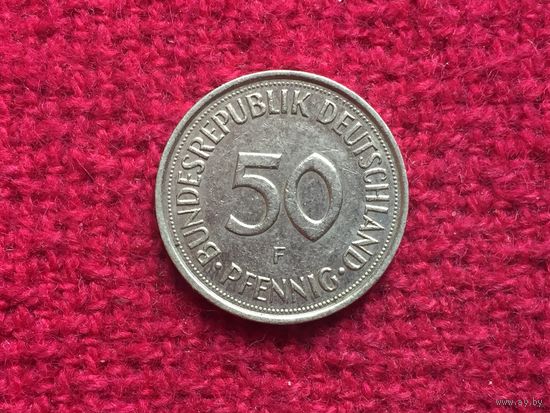 BUNDESREPUBLIK DEUTSCHLAND
50
F
· PFENNIG ·
www.ay.by